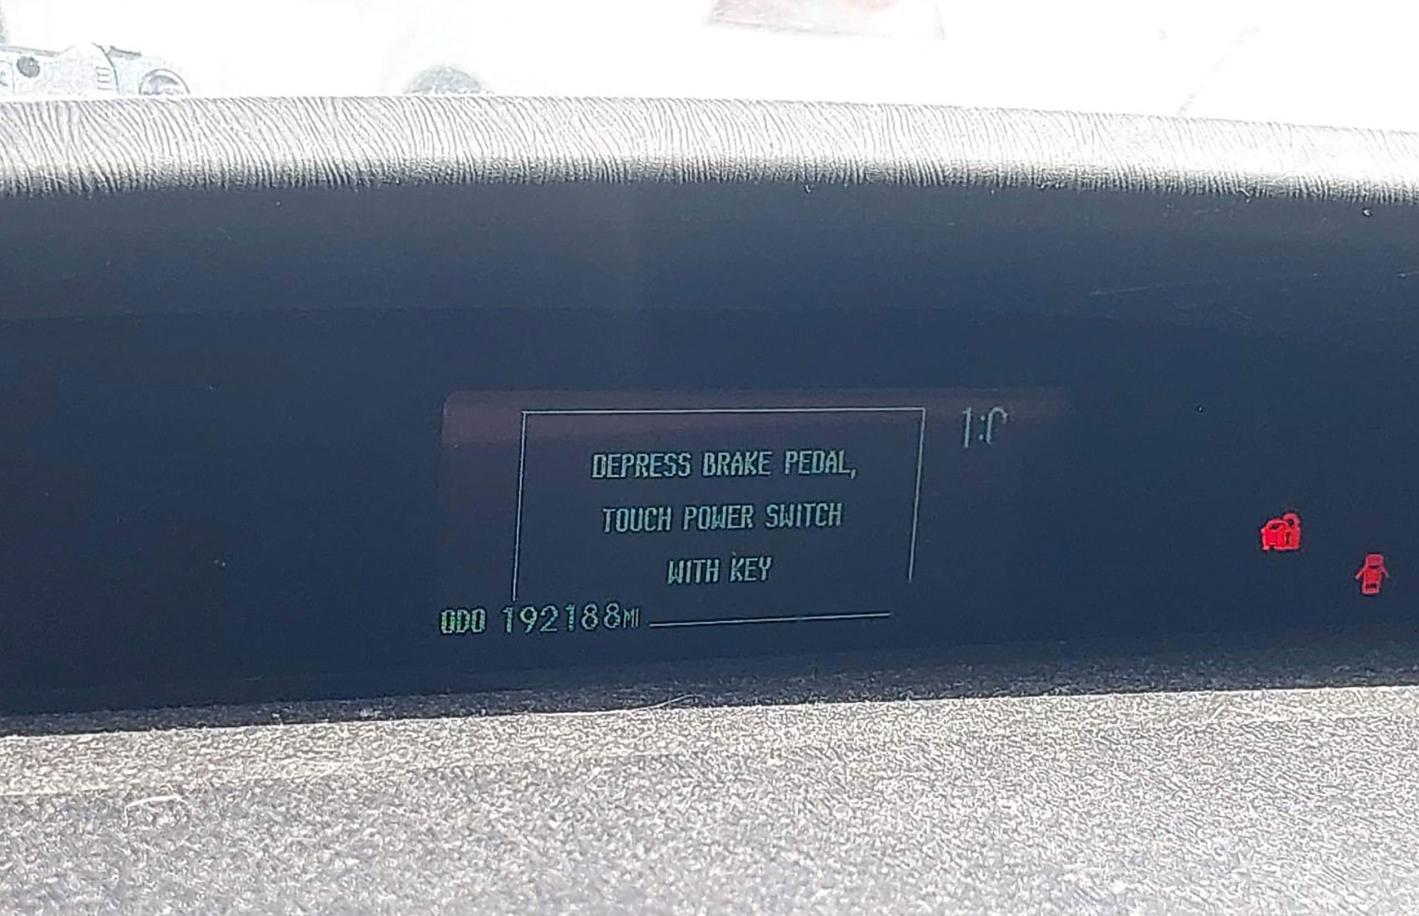 DEPRESS BRAKE PEDAL,
TOUCH POWER SWITCH
WITH KEY
ODO 192188MI